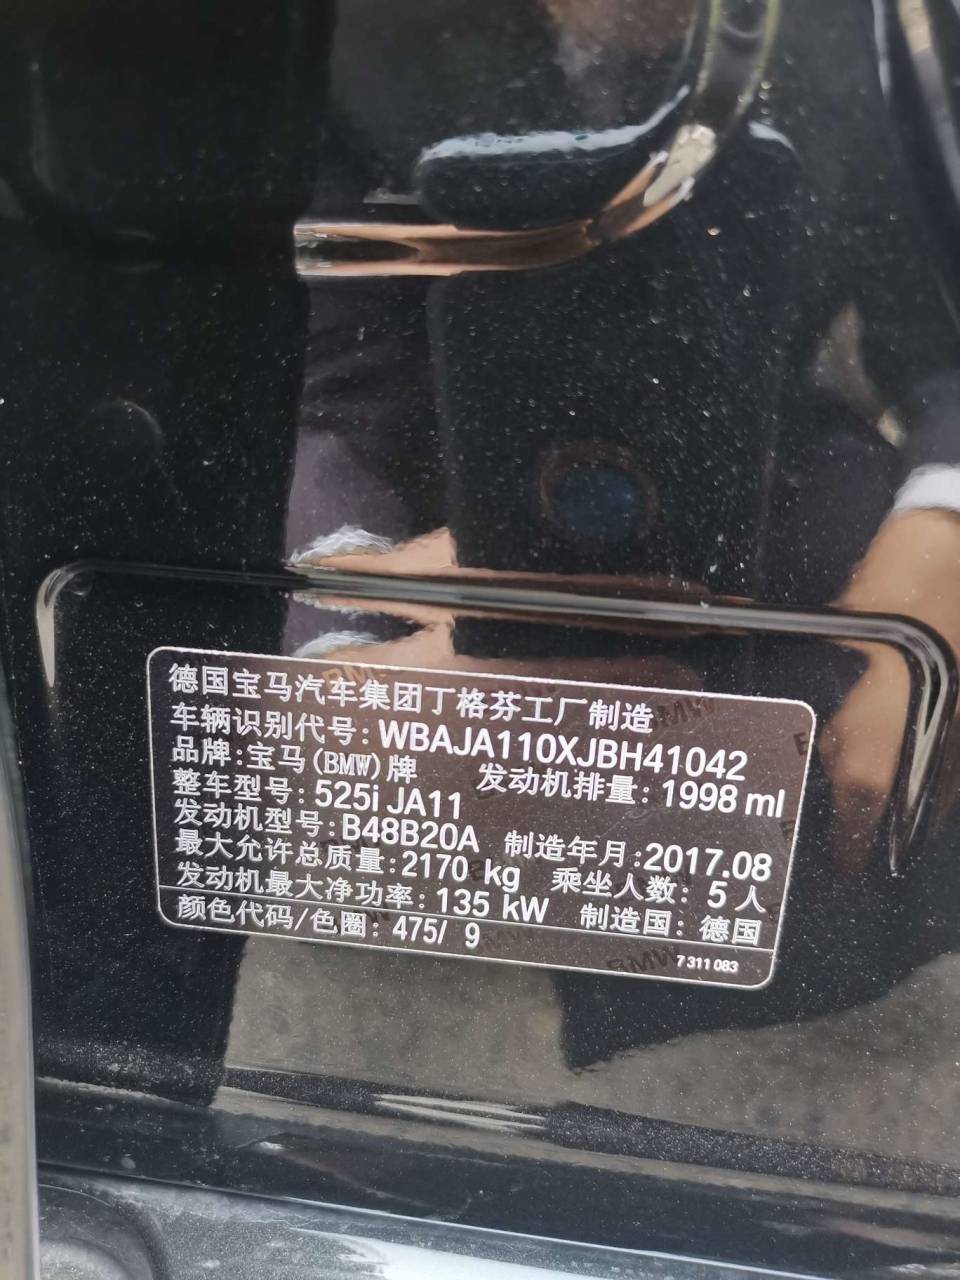 德国宝马汽车集团丁格芬工厂制造
车辆识别代号: WBAJA110XJBH41042
品牌: 宝马(BMW)牌 发动机排量: 1998 ml
整车型号: 525i JA11
发动机型号: B48B20A 制造年月: 2017.08
最大允许总质量: 2170 kg 乘坐人数: 5 人
发动机最大净功率: 135 kW 制造国: 德国
颜色代码/色圈: 475/ 9
7 311 083